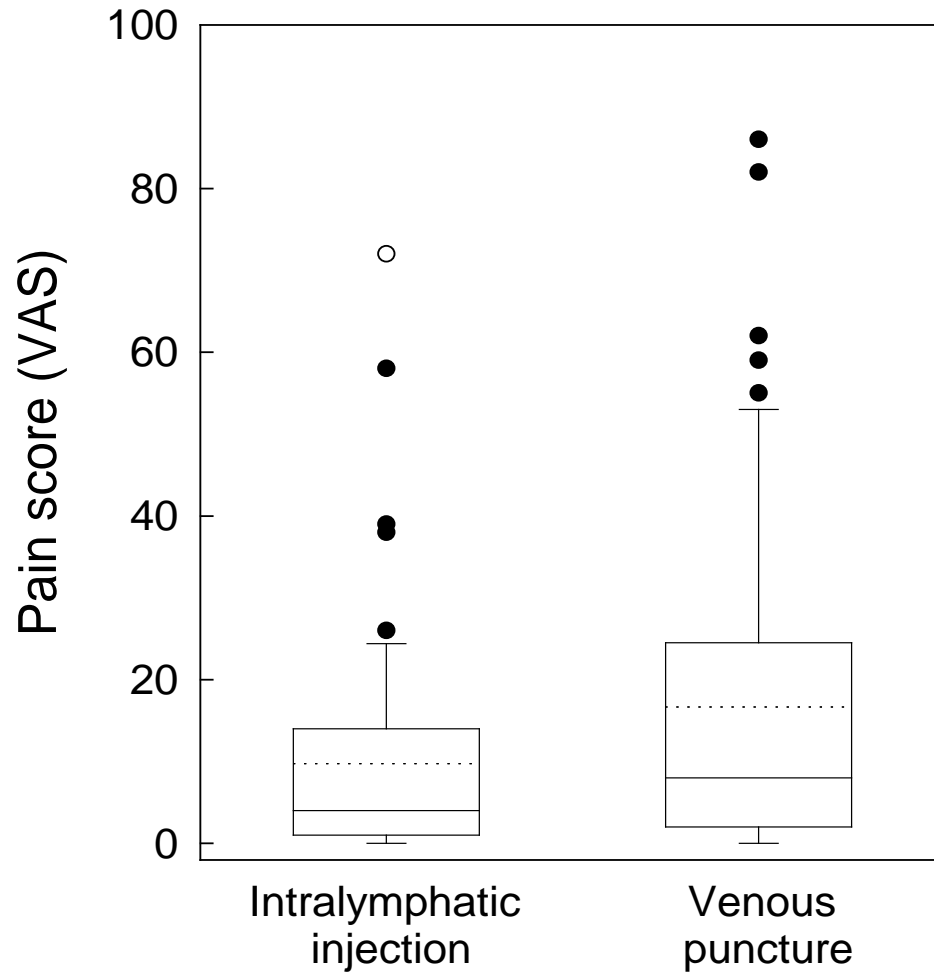 Pain score (VAS)
100
80
60
40
20
0
Intralymphatic
injection
Venous
puncture